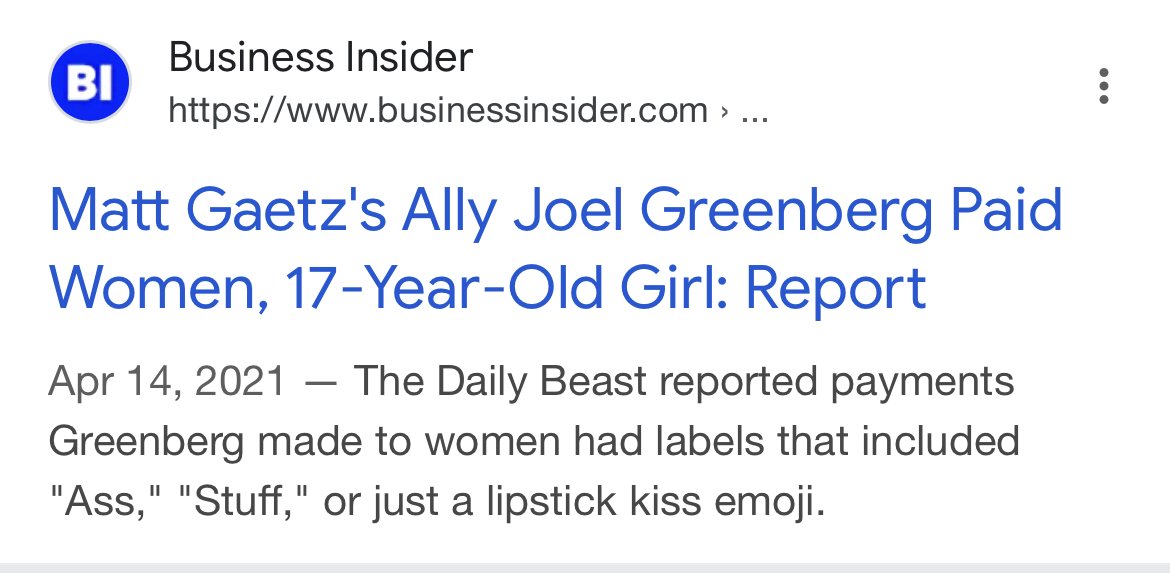 BI
Business Insider
https://www.businessinsider.com › ...
Matt Gaetz's Ally Joel Greenberg Paid
Women, 17-Year-Old Girl: Report
Apr 14, 2021 — The Daily Beast reported payments
Greenberg made to women had labels that included
"Ass," "Stuff," or just a lipstick kiss emoji.